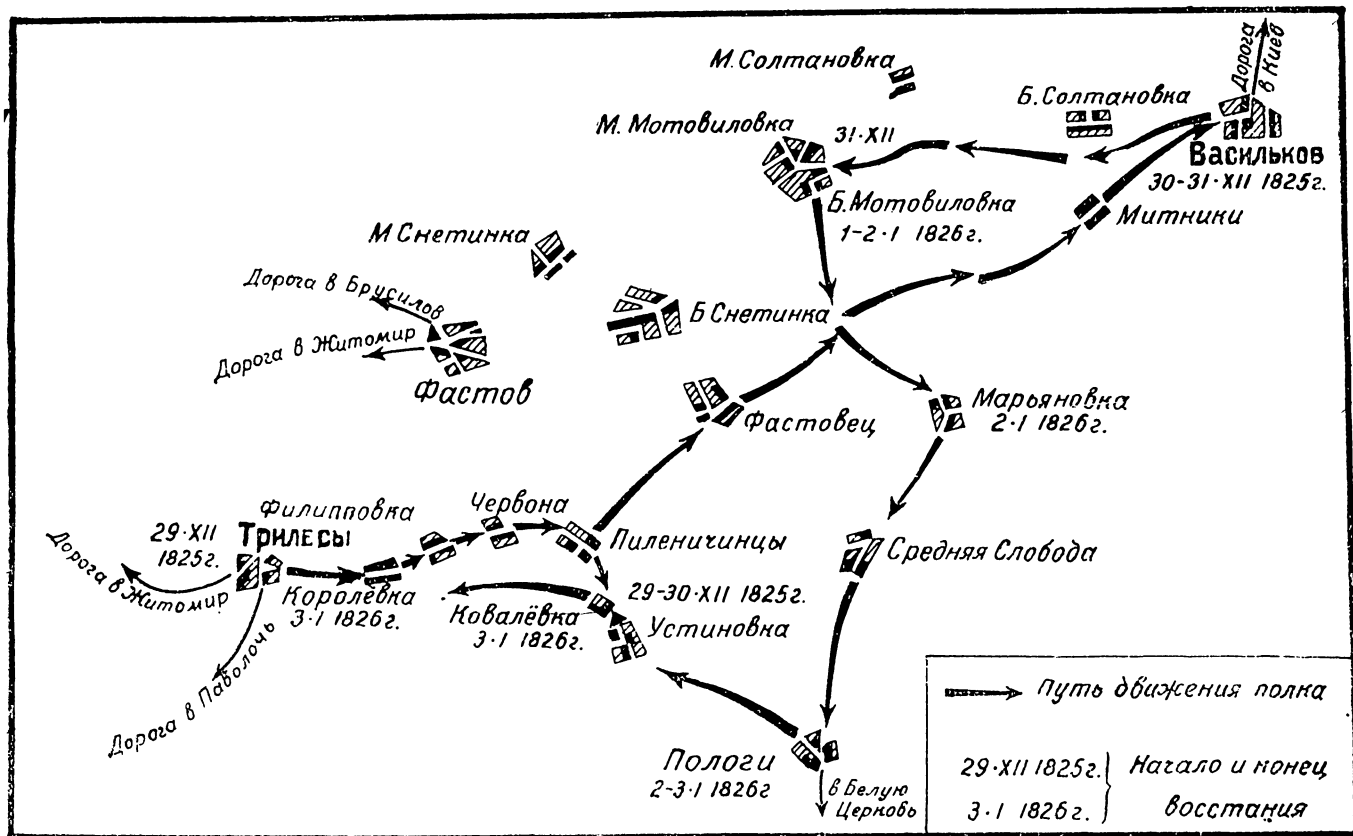 М. Солтановка
Дорога
в Киев
Б. Солтановка
М. Мотовиловка
31·XII
Васильков
30-31·XII 1825г.
Б. Мотовиловка
1-2·I 1826г.
Митники
М Снетинка
Дорога в Брусилов
Б Снетинка
Дорога в Житомир
Фастов
Фастовец
Марьяновка
2·I 1826г.
Филипповка
Червона
29·XII
1825г.
Трилесы
Пиленичинцы
Средняя Слобода
Дорога в Житомир
Королёвка
3·I 1826г.
29-30·XII 1825г.
Ковалёвка
3·I 1826г.
Устиновка
Дорога в Паволочь
Пологи
2-3·I 1826г
в Белую
Церковь
Путь движения полка
29·XII 1825г.
3·I 1826г.
Начало и конец
восстания